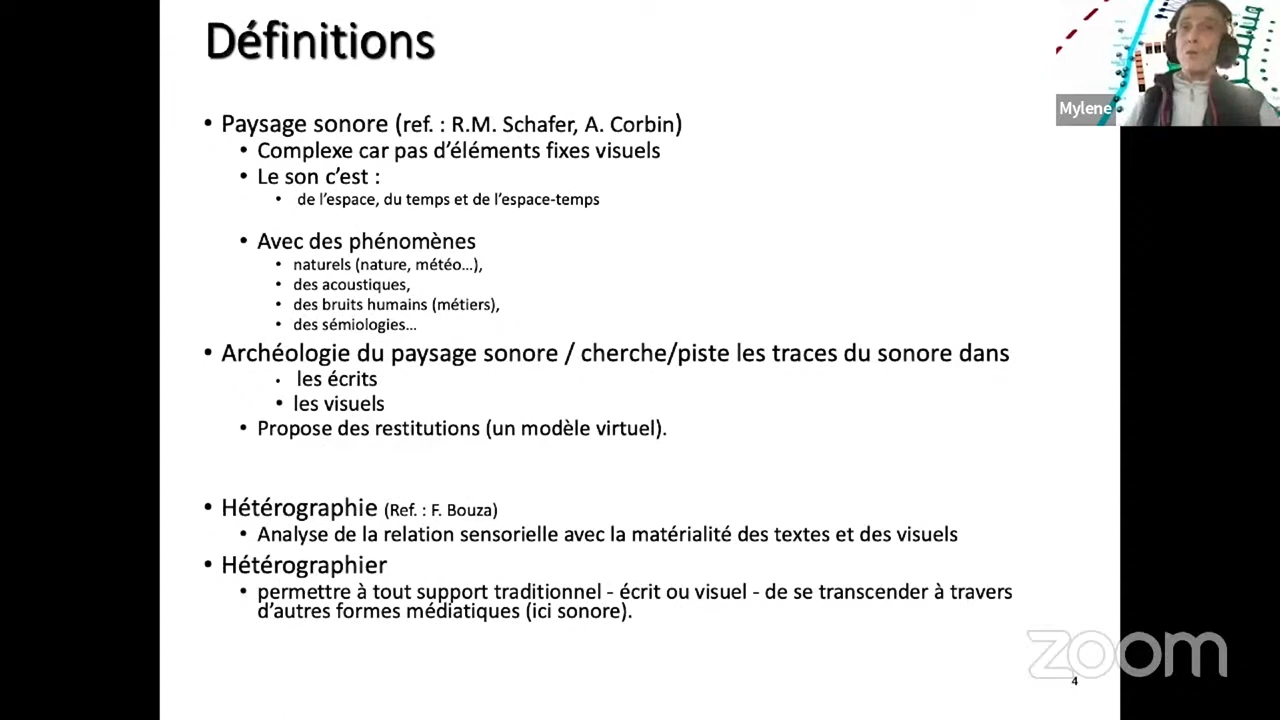 Définitions
• Paysage sonore (ref. : R.M. Schafer, A. Corbin)
• Complexe car pas d'éléments fixes visuels
• Le son c'est :
• de l'espace, du temps et de l'espace-temps
• Avec des phénomènes
• naturels (nature, météo…),
• des acoustiques,
• des bruits humains (métiers),
• des sémiologies…
• Archéologie du paysage sonore / cherche/piste les traces du sonore dans
• les écrits
• les visuels
• Propose des restitutions (un modèle virtuel).
• Hétérographie (Ref. : F. Bouza)
• Analyse de la relation sensorielle avec la matérialité des textes et des visuels
• Hétérographier
• permettre à tout support traditionnel - écrit ou visuel - de se transcender à travers
d'autres formes médiatiques (ici sonore).
4
Mylene
zoom